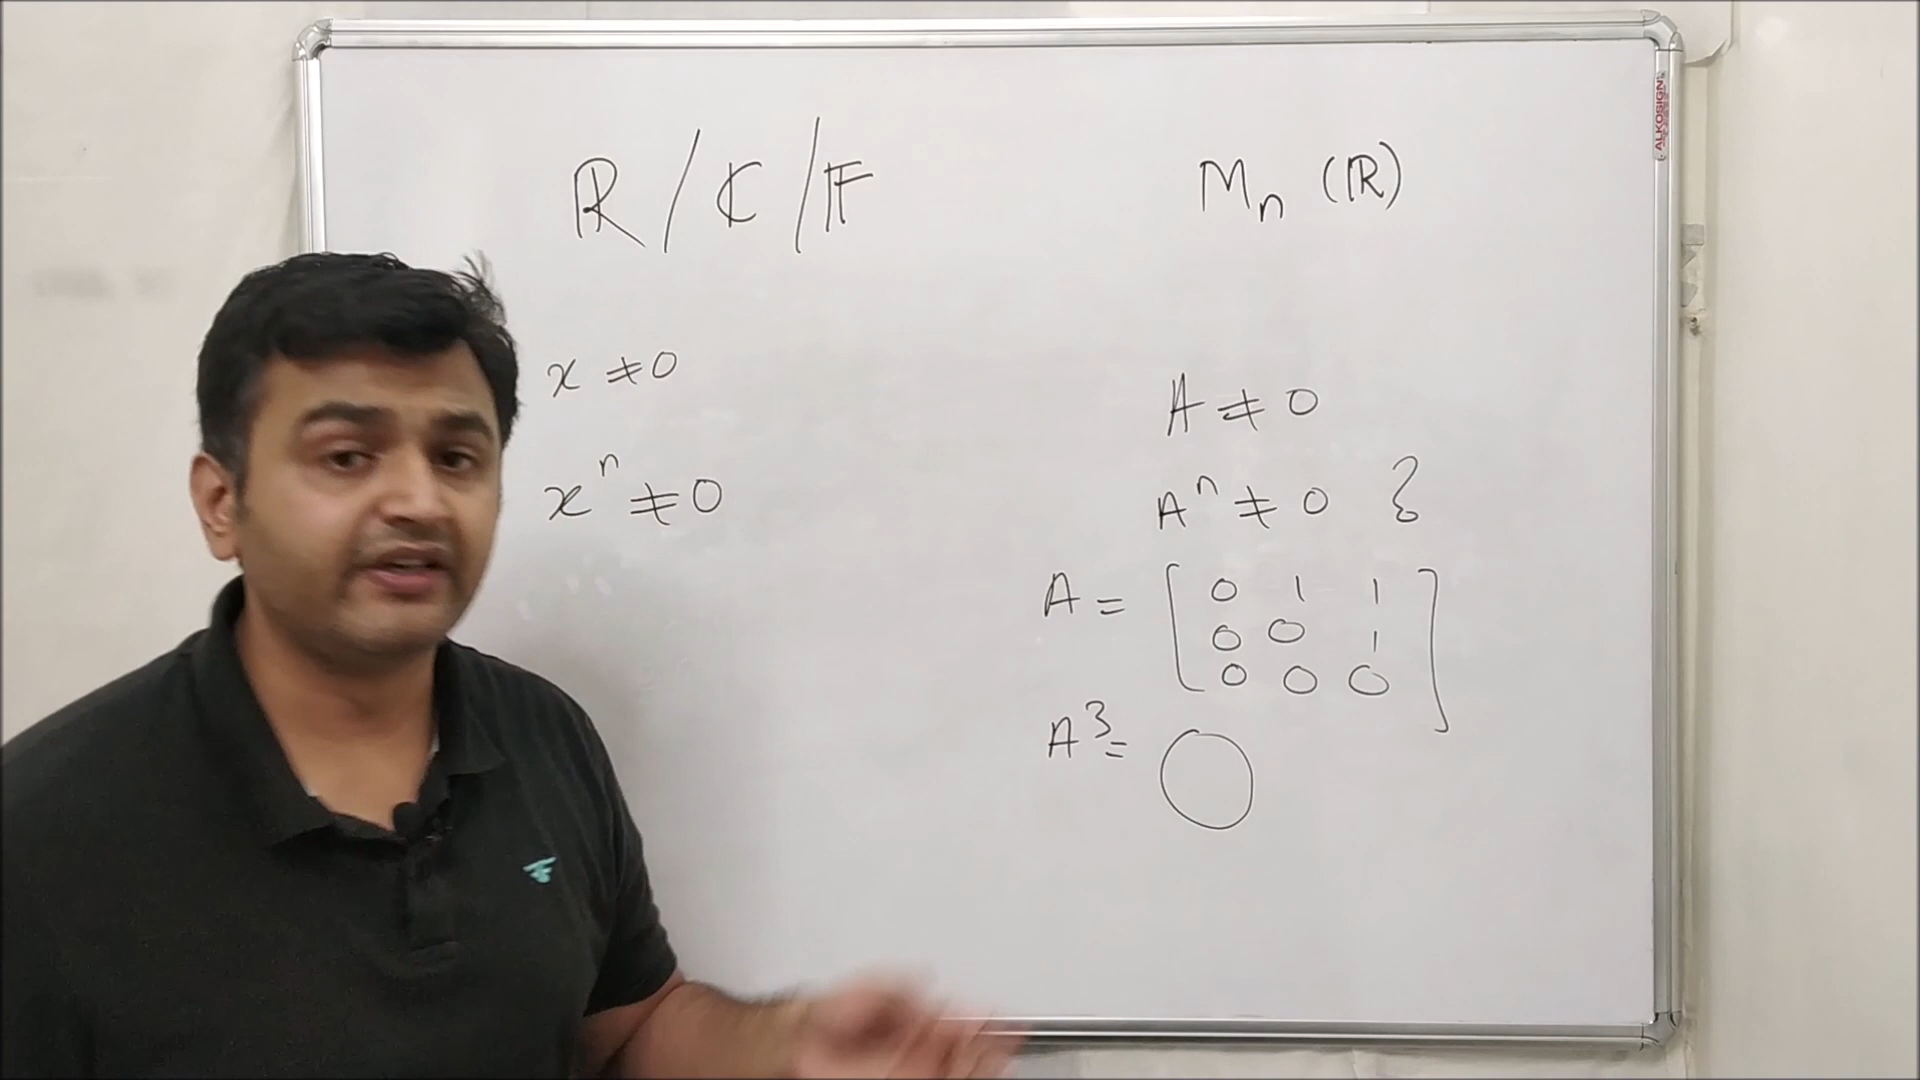 ℝ / ℂ / 𝔽
Mn (ℝ)
x ≠ 0
xⁿ ≠ 0
A ≠ 0
Aⁿ ≠ 0 }
A = [ 0 1 1
0 0 1
0 0 0 ]
A³ = O
ALKOSIGN